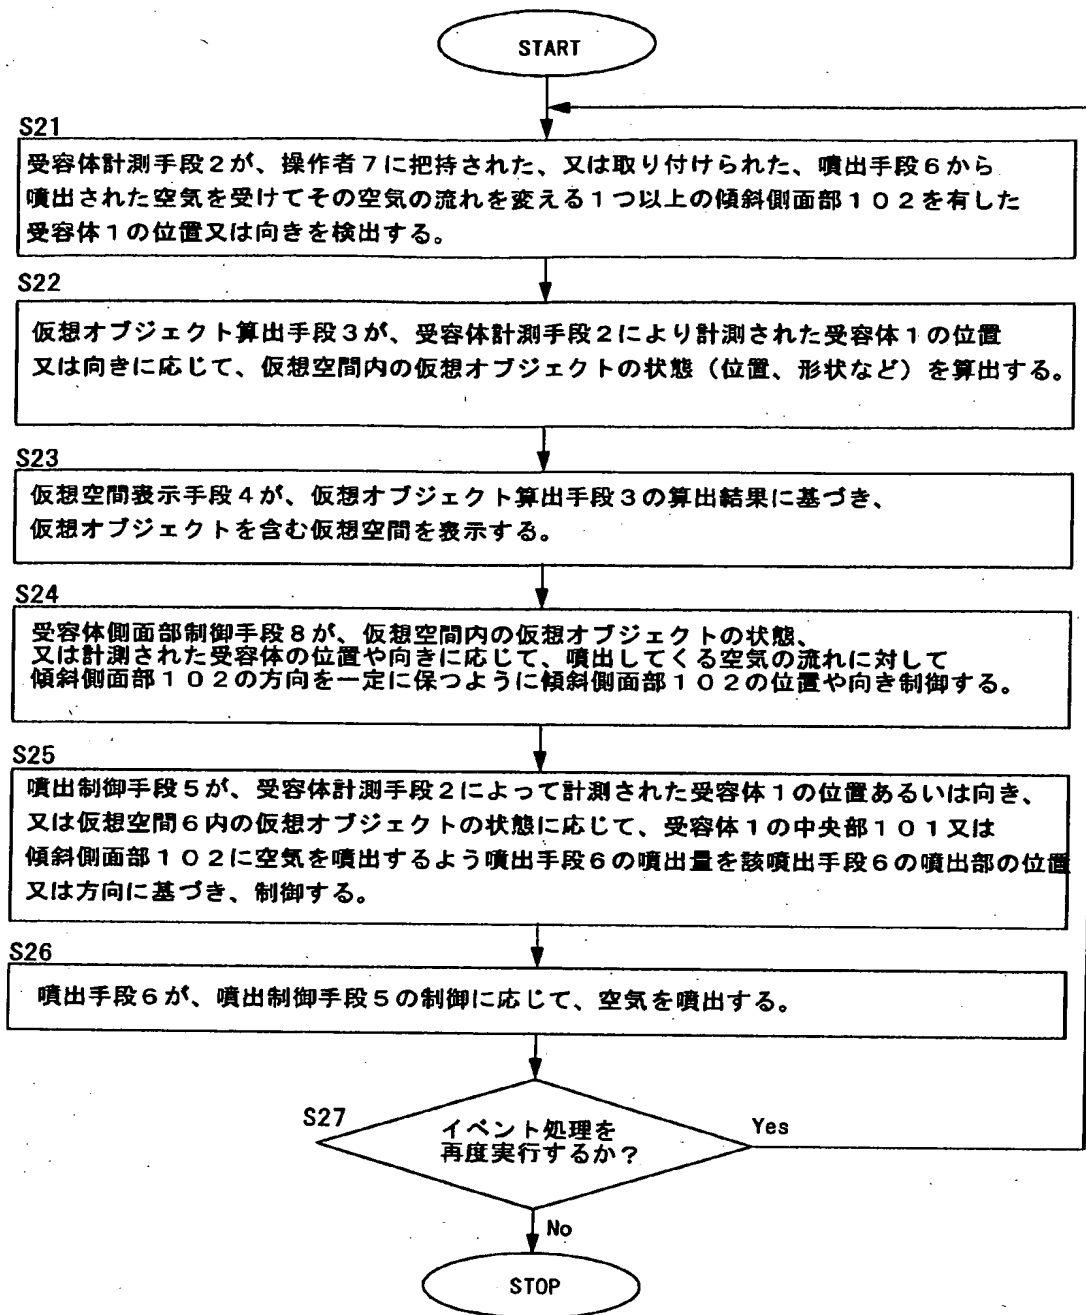 START
S21
受容体計測手段2が、操作者7に把持された、又は取り付けられた、噴出手段6から
噴出された空気を受けてその空気の流れを変える1つ以上の傾斜側面部102を有した
受容体1の位置又は向きを検出する。
S22
仮想オブジェクト算出手段3が、受容体計測手段2により計測された受容体1の位置
又は向きに応じて、仮想空間内の仮想オブジェクトの状態（位置、形状など）を算出する。
S23
仮想空間表示手段4が、仮想オブジェクト算出手段3の算出結果に基づき、
仮想オブジェクトを含む仮想空間を表示する。
S24
受容体側面部制御手段8が、仮想空間内の仮想オブジェクトの状態、
又は計測された受容体の位置や向きに応じて、噴出してくる空気の流れに対して
傾斜側面部102の方向を一定に保つように傾斜側面部102の位置や向き制御する。
S25
噴出制御手段5が、受容体計測手段2によって計測された受容体1の位置あるいは向き、
又は仮想空間6内の仮想オブジェクトの状態に応じて、受容体1の中央部101又は
傾斜側面部102に空気を噴出するよう噴出手段6の噴出量を該噴出手段6の噴出部の位置
又は方向に基づき、制御する。
S26
噴出手段6が、噴出制御手段5の制御に応じて、空気を噴出する。
S27
イベント処理を
再度実行するか？
Yes
No
STOP